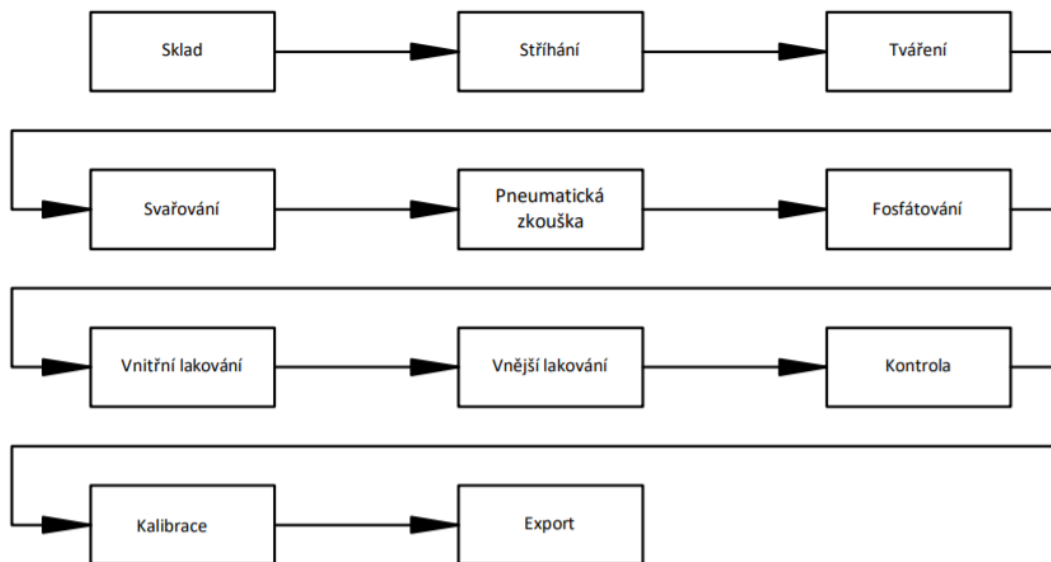 Sklad
Stříhání
Tváření
Svařování
Pneumatická
zkouška
Fosfátování
Vnitřní lakování
Vnější lakování
Kontrola
Kalibrace
Export